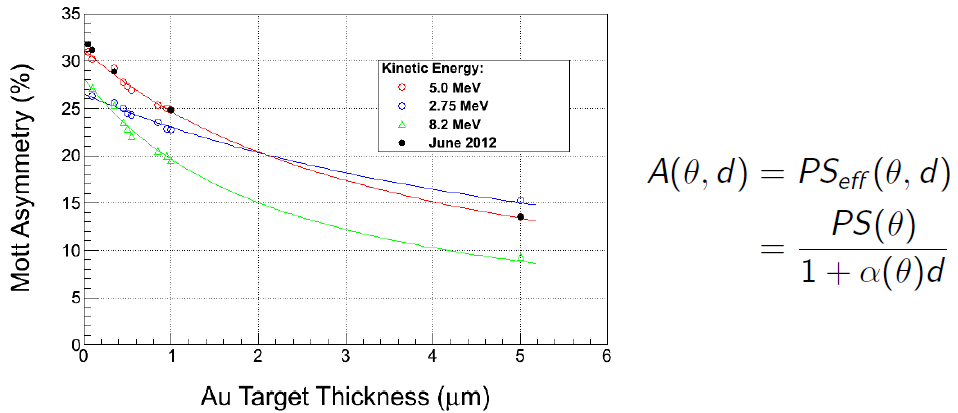 Mott Asymmetry (%)
35
30
25
20
15
10
5
0
Kinetic Energy:
5.0 MeV
2.75 MeV
8.2 MeV
June 2012
0 1 2 3 4 5 6
Au Target Thickness (μm)
A(θ, d) = PS_eff(θ, d)
= PS(θ) / 1 + α(θ)d